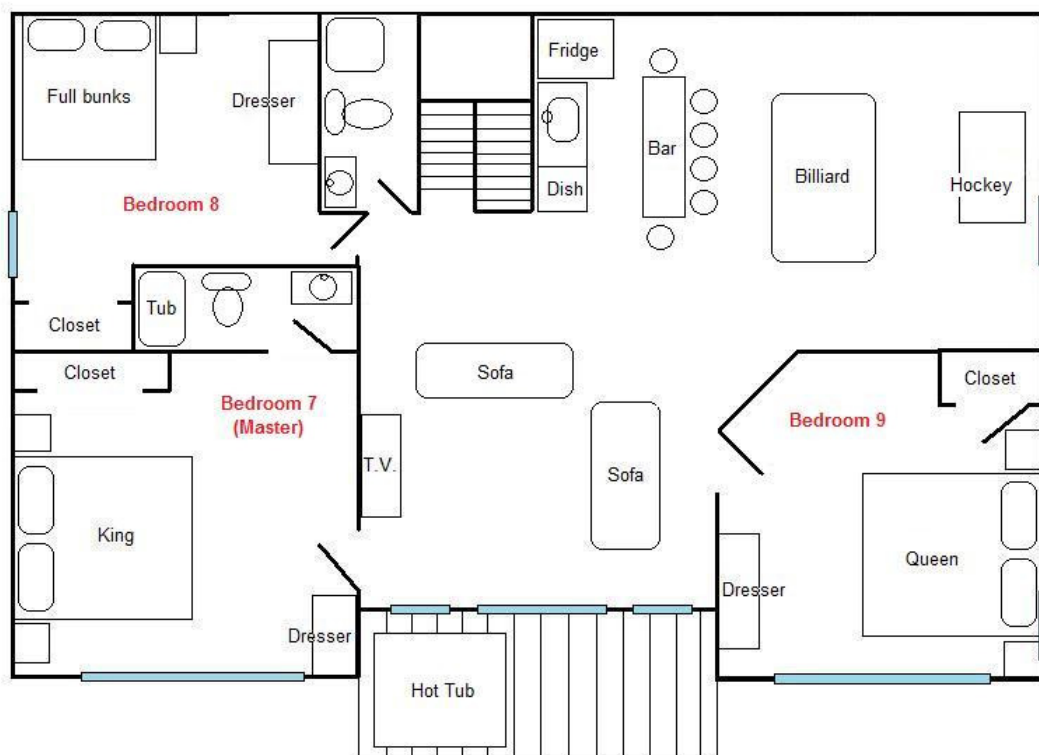 Fridge
Full bunks
Dresser
Bar
Billiard
Hockey
Dish
Bedroom 8
Tub
Closet
Closet
Sofa
Closet
Bedroom 7
(Master)
Bedroom 9
T.V.
Sofa
King
Queen
Dresser
Dresser
Hot Tub